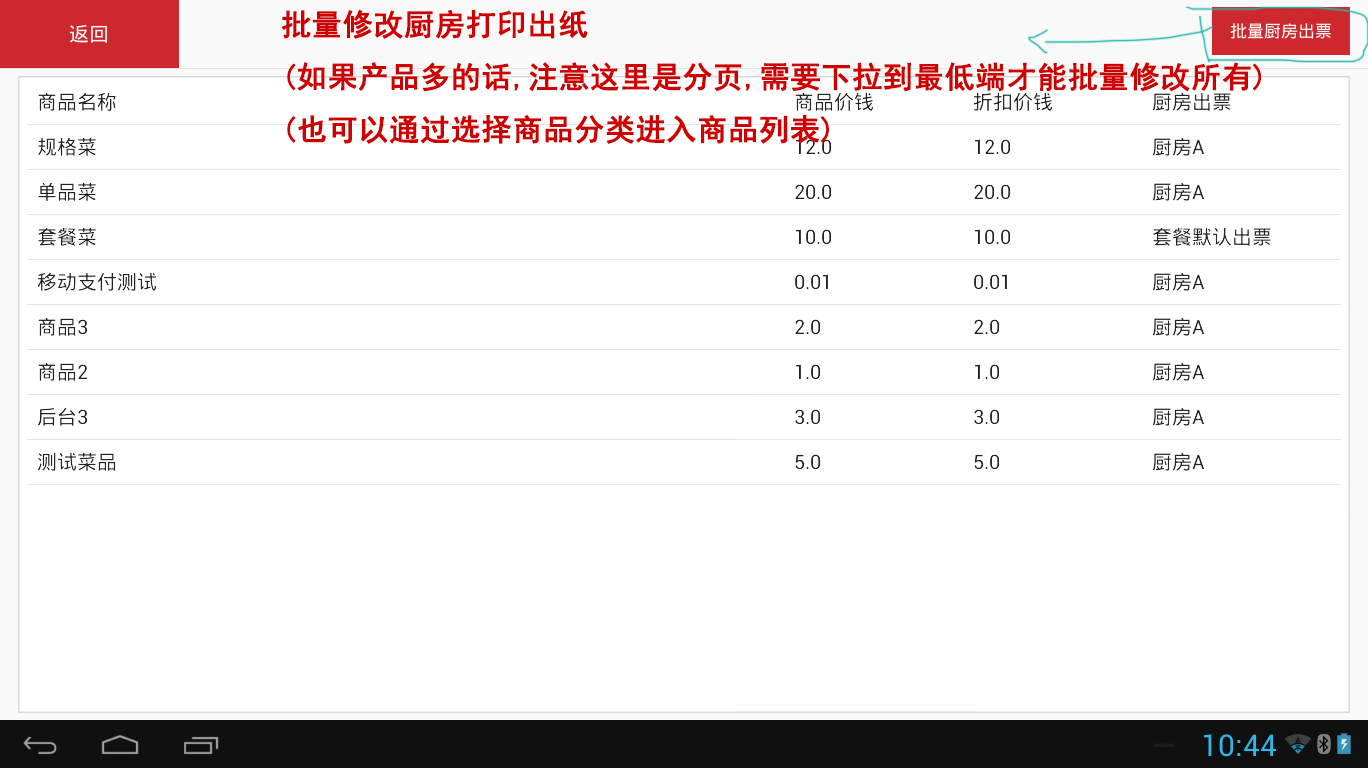 返回
批量修改厨房打印出纸
批量厨房出票
(如果产品多的话,注意这里是分页,需要下拉到最低端才能批量修改所有)
商品名称 商品价钱 折扣价钱 厨房出票
(也可以通过选择商品分类进入商品列表)
规格菜 12.0 12.0 厨房A
单品菜 20.0 20.0 厨房A
套餐菜 10.0 10.0 套餐默认出票
移动支付测试 0.01 0.01 厨房A
商品3 2.0 2.0 厨房A
商品2 1.0 1.0 厨房A
后台3 3.0 3.0 厨房A
测试菜品 5.0 5.0 厨房A
10:44